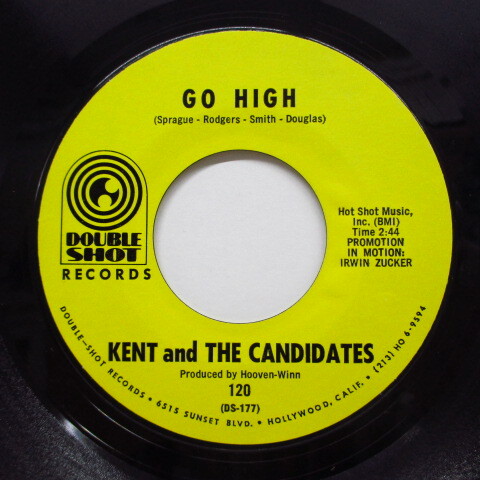 GO HIGH
(Sprague - Rodgers - Smith - Douglas)
DOUBLE
SHOT
RECORDS
Hot Shot Music,
Inc. (BMI)
Time 2:44
PROMOTION
IN MOTION:
IRWIN ZUCKER
KENT and THE CANDIDATES
Produced by Hooven-Winn
120
(DS-177)
DOUBLE-SHOT RECORDS • 6515 SUNSET BLVD. • HOLLYWOOD, CALIF. (213) HO 6-9594